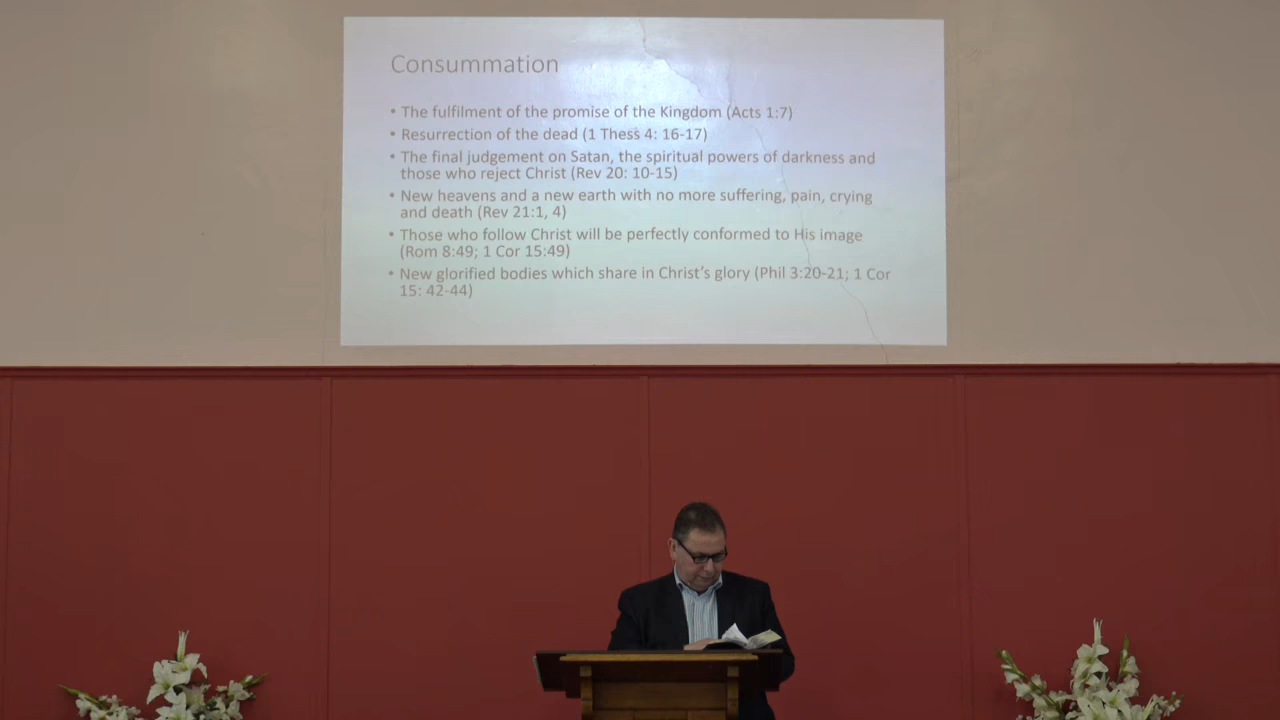 Consummation
• The fulfilment of the promise of the Kingdom (Acts 1:7)
• Resurrection of the dead (1 Thess 4: 16-17)
• The final judgement on Satan, the spiritual powers of darkness and
those who reject Christ (Rev 20: 10-15)
• New heavens and a new earth with no more suffering, pain, crying
and death (Rev 21:1, 4)
• Those who follow Christ will be perfectly conformed to His image
(Rom 8:49; 1 Cor 15:49)
• New glorified bodies which share in Christ's glory (Phil 3:20-21; 1 Cor
15: 42-44)